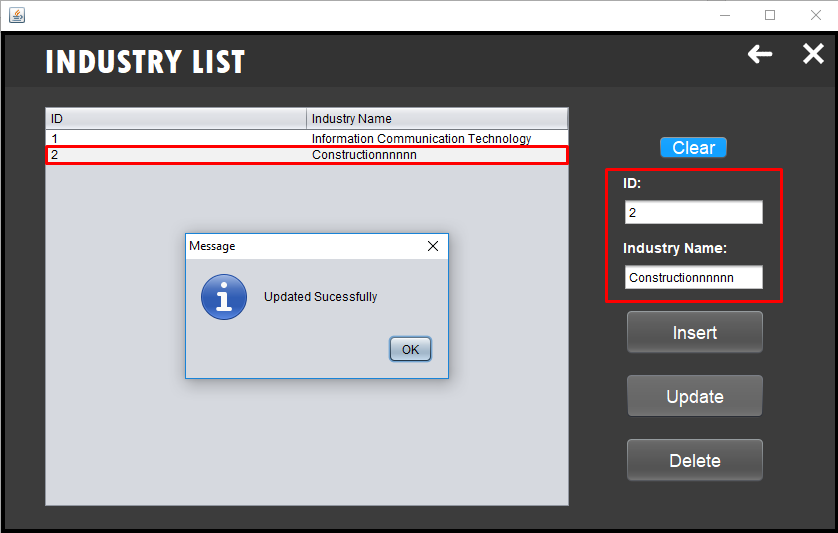 INDUSTRY LIST
ID Industry Name
1 Information Communication Technology
2 Constructionnnnnn
Clear
ID:
2
Industry Name:
Constructionnnnnn
Message
Updated Sucessfully
OK
Insert
Update
Delete